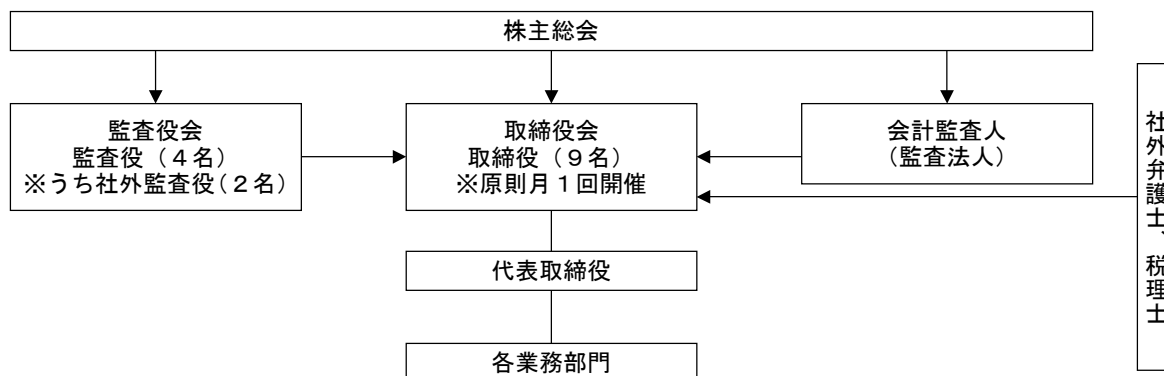 株主総会
監査役会
監査役（４名）
※うち社外監査役（２名）
取締役会
取締役（９名）
※原則月１回開催
会計監査人
（監査法人）
社外弁護士、税理士
代表取締役
各業務部門